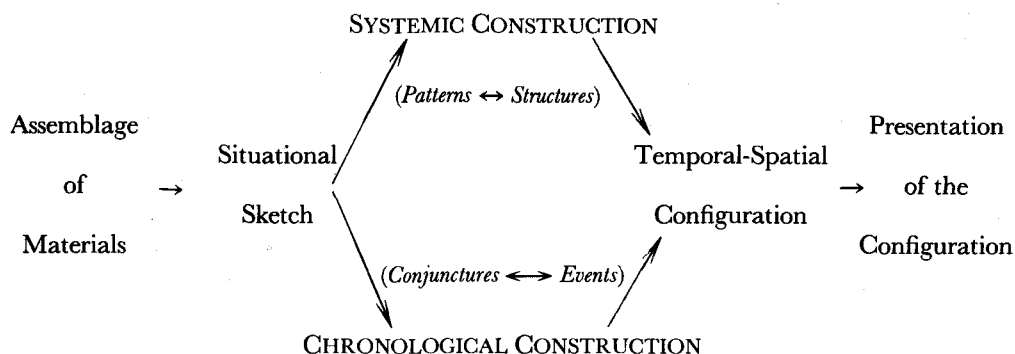 SYSTEMIC CONSTRUCTION
(Patterns ↔ Structures)
Assemblage
of
Materials
→
Situational
Sketch
Temporal-Spatial
Configuration
→
Presentation
of the
Configuration
(Conjunctures ↔ Events)
CHRONOLOGICAL CONSTRUCTION